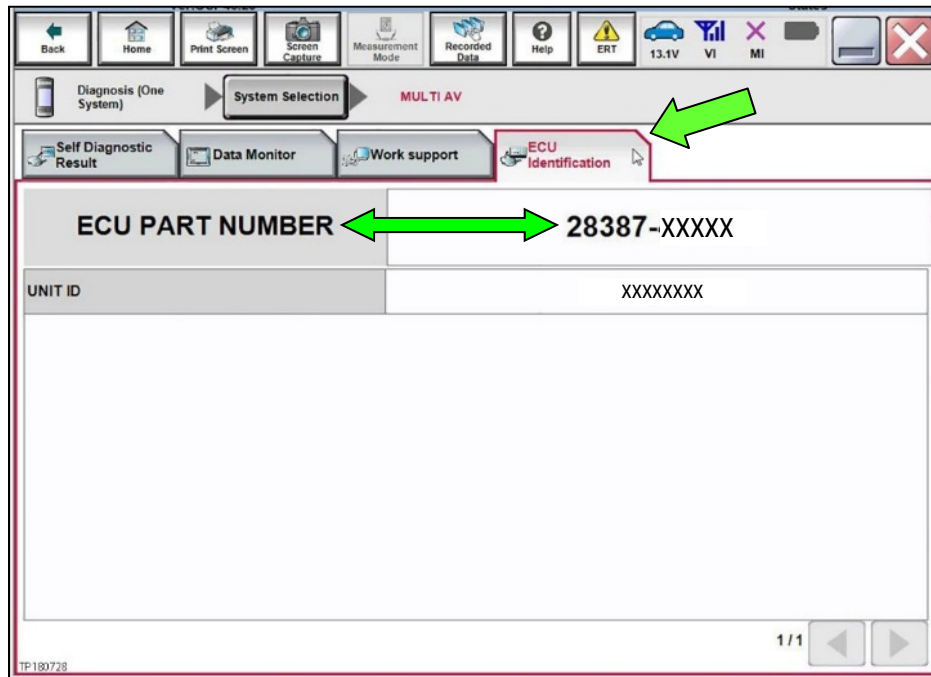 Back
Home
Print Screen
Screen
Capture
Measurement
Mode
Recorded
Data
Help
ERT
13.1V
VI
MI
Diagnosis (One
System)
System Selection
MULTI AV
Self Diagnostic
Result
Data Monitor
Work support
ECU
Identification
ECU PART NUMBER
28387-XXXXX
UNIT ID
XXXXXXXX
1/1
TP180728